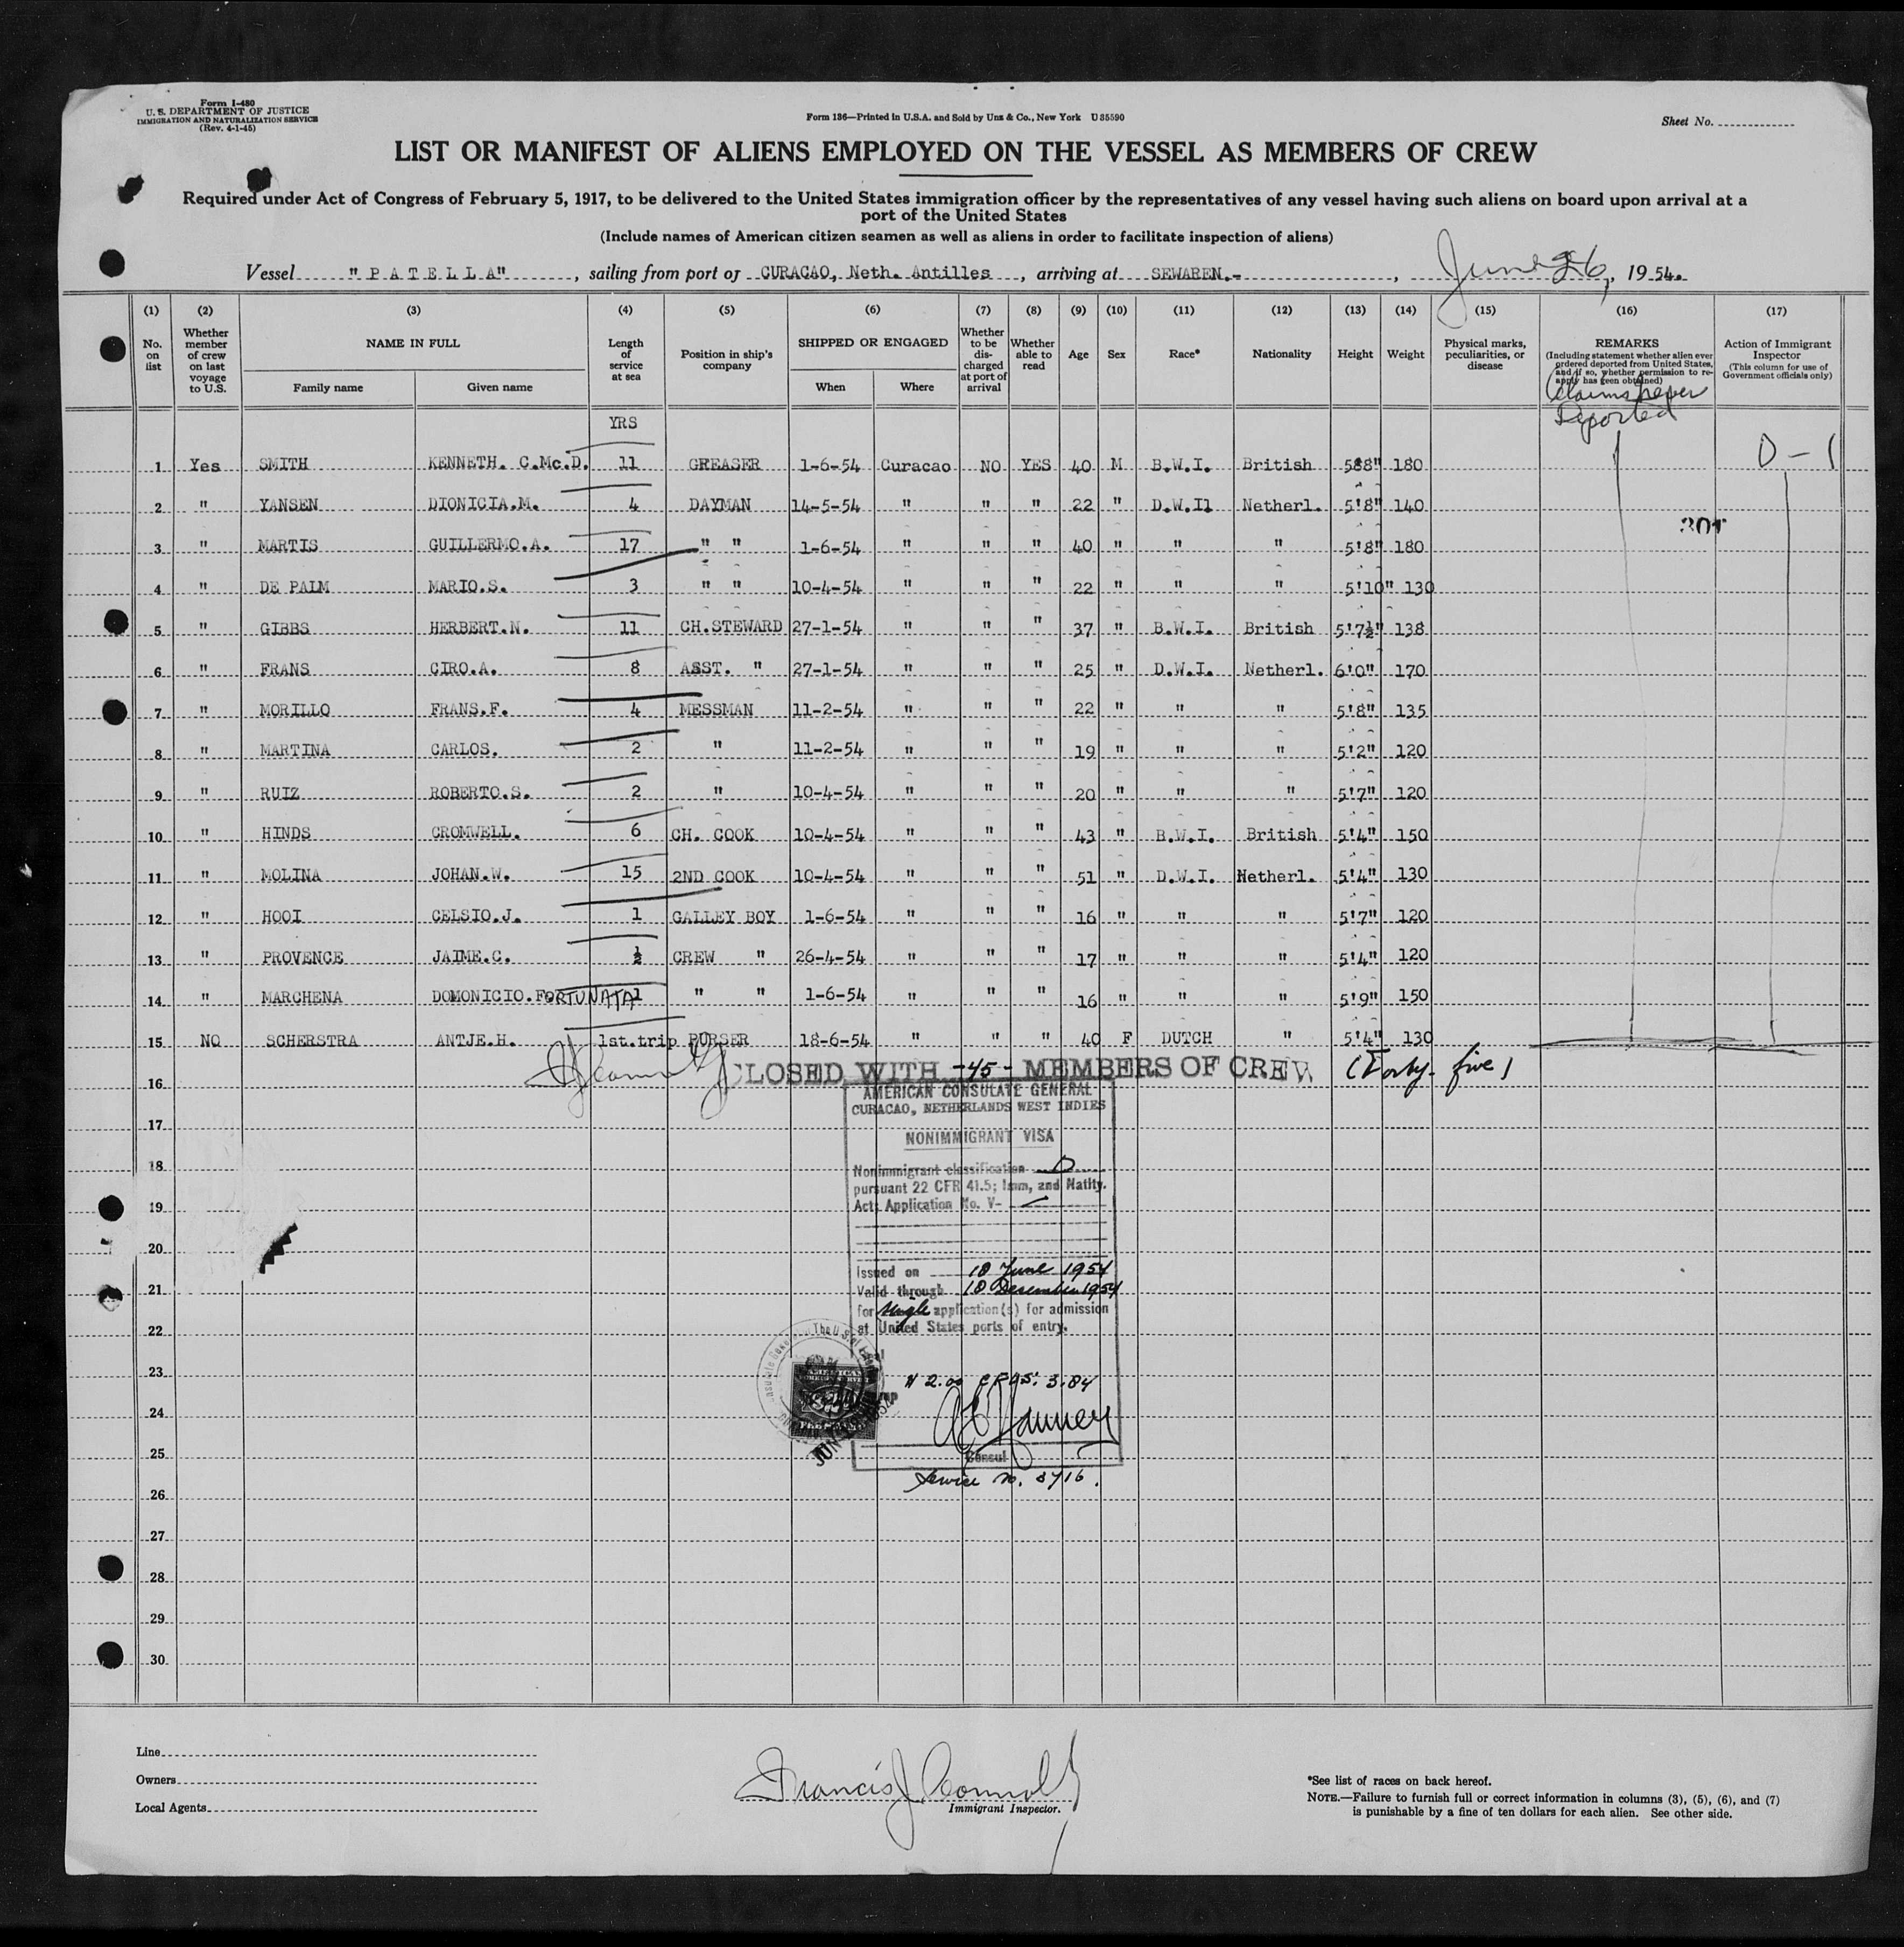 Form I-480
U. S. DEPARTMENT OF JUSTICE
IMMIGRATION AND NATURALIZATION SERVICE
(Rev. 4-1-45)
Form 136—Printed in U.S.A. and Sold by Unz & Co., New York U 35590
Sheet No.
LIST OR MANIFEST OF ALIENS EMPLOYED ON THE VESSEL AS MEMBERS OF CREW
Required under Act of Congress of February 5, 1917, to be delivered to the United States immigration officer by the representatives of any vessel having such aliens on board upon arrival at a
port of the United States
(Include names of American citizen seamen as well as aliens in order to facilitate inspection of aliens)
Vessel "PATELLA", sailing from port of CURACAO, Neth. Antilles, arriving at SEWAREN.-, June 26, 1954.
(1) (2) (3) (4) (5) (6) (7) (8) (9) (10) (11) (12) (13) (14) (15) (16) (17)
No. on list
Whether member of crew on last voyage to U.S.
NAME IN FULL
Family name Given name
Length of service at sea
Position in ship's company
SHIPPED OR ENGAGED
When Where
Whether to be discharged at port of arrival
Whether able to read
Age
Sex
Race*
Nationality
Height
Weight
Physical marks, peculiarities, or disease
REMARKS
(Including statement whether alien ever ordered deported from United States, and if so, whether permission to reapply has been obtained)
Action of Immigrant Inspector
(This column for use of Government officials only)
Claims never
Deported
YRS
1 Yes SMITH KENNETH. C.Mc.D. 11 GREASER 1-6-54 Curacao NO YES 40 M B.W.I. British 588" 180 D-1
2 " YANSEN DIONICIA.M. 4 DAYMAN 14-5-54 " " " 22 " D.W.Il Netherl. 5'8" 140
301
3 " MARTIS GUILLERMO.A. 17 " " 1-6-54 " " " 40 " " " 5'8" 180
4 " DE PALM MARIO.S. 3 " " 10-4-54 " " " 22 " " " 5'10" 130
5 " GIBBS HERBERT.N. 11 CH.STEWARD 27-1-54 " " " 37 " B.W.I. British 5'7½" 138
6 " FRANS CIRO.A. 8 ASST. " 27-1-54 " " " 25 " D.W.I. Netherl. 6'0" 170
7 " MORILLO FRANS.F. 4 MESSMAN 11-2-54 " " " 22 " " " 5'8" 135
8 " MARTINA CARLOS. 2 " 11-2-54 " " " 19 " " " 5'2" 120
9 " RUIZ ROBERTO.S. 2 " 10-4-54 " " " 20 " " " 5'7" 120
10 " HINDS CROMWELL. 6 CH. COOK 10-4-54 " " " 43 " B.W.I. British 5'4" 150
11 " MOLINA JOHAN.W. 15 2ND COOK 10-4-54 " " " 51 " D.W.I. Netherl. 5'4" 130
12 " HOOI CELSIO.J. 1 GALLEY BOY 1-6-54 " " " 16 " " " 5'7" 120
13 " PROVENCE JAIME.C. ½ CREW " 26-4-54 " " " 17 " " " 5'4" 120
14 " MARCHENA DOMONICIO.FORTUNATA 1 " " 1-6-54 " " " 16 " " " 5'9" 150
15 NO SCHERSTRA ANTJE.H. 1st.trip PURSER 18-6-54 " " " 40 F DUTCH " 5'4" 130
CLOSED WITH -45- MEMBERS OF CREW (Forty-five)
16
17
18
19
20
21
22
23
24
25
26
27
28
29
30
AMERICAN CONSULATE GENERAL
CURACAO, NETHERLANDS WEST INDIES
NONIMMIGRANT VISA
Nonimmigrant classification D
pursuant 22 CFR 41.5; Imm, and Natlty.
Act; Application No. V-
Issued on 18 June 1954
Valid through 18 December 1954
for single application(s) for admission
at United States ports of entry.
$ 2.00
3.84
Consul
Service No. 3716.
Line
Owners
Local Agents
Francis J Connolly
Immigrant Inspector.
*See list of races on back hereof.
NOTE.—Failure to furnish full or correct information in columns (3), (5), (6), and (7)
is punishable by a fine of ten dollars for each alien. See other side.